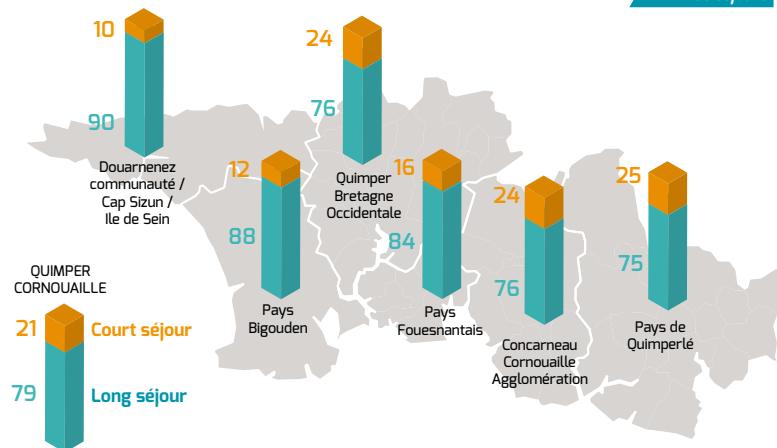 10
90
Douarnenez
communauté /
Cap Sizun /
Ile de Sein
24
76
Quimper
Bretagne
Occidentale
12
88
Pays
Bigouden
16
84
Pays
Fouesnantais
24
76
Concarneau
Cornouaille
Agglomération
25
75
Pays de
Quimperlé
QUIMPER
CORNOUAILLE
21
Court séjour
79
Long séjour